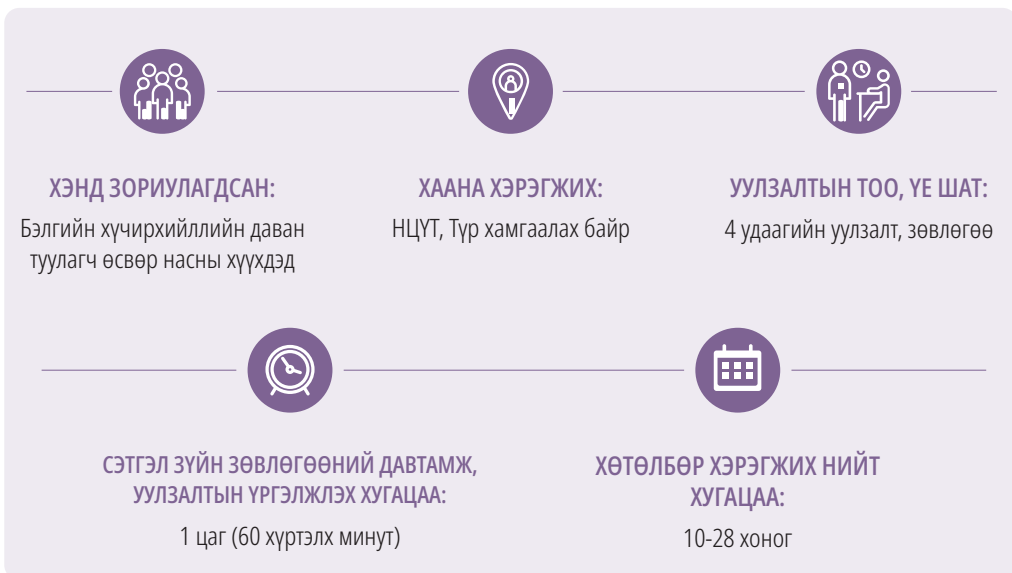 ХЭНД ЗОРИУЛАГДСАН:
Бэлгийн хүчирхийллийн даван
туулагч өсвөр насны хүүхдэд
ХААНА ХЭРЭГЖИХ:
НЦҮТ, Түр хамгаалах байр
УУЛЗАЛТЫН ТОО, ҮЕ ШАТ:
4 удаагийн уулзалт, зөвлөгөө
СЭТГЭЛ ЗҮЙН ЗӨВЛӨГӨӨНИЙ ДАВТАМЖ,
УУЛЗАЛТЫН ҮРГЭЛЖЛЭХ ХУГАЦАА:
1 цаг (60 хүртэлх минут)
ХӨТӨЛБӨР ХЭРЭГЖИХ НИЙТ
ХУГАЦАА:
10-28 хоног